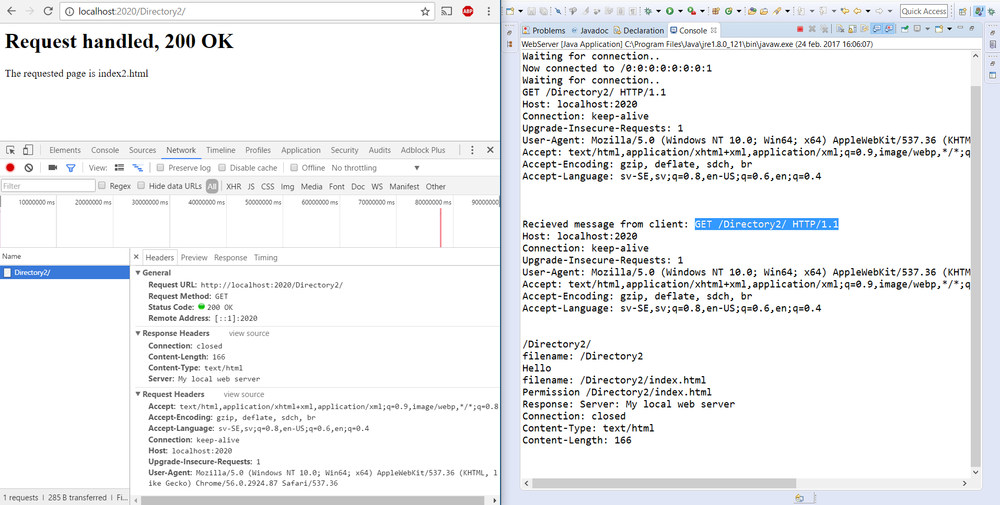 localhost:2020/Directory2/
ABP
Request handled, 200 OK
The requested page is index2.html
Elements Console Sources Network Timeline Profiles Application Security Audits Adblock Plus
View: Preserve log Disable cache Offline No throttling
Filter Regex Hide data URLs All XHR JS CSS Img Media Font Doc WS Manifest Other
10000000 ms 20000000 ms 30000000 ms 40000000 ms 50000000 ms 60000000 ms 70000000 ms 80000000 ms 90000000
Name
Directory2/
1 requests | 285 B transferred | Fi...
× Headers Preview Response Timing
General
Request URL: http://localhost:2020/Directory2/
Request Method: GET
Status Code: 200 OK
Remote Address: [::1]:2020
Response Headers view source
Connection: closed
Content-Length: 166
Content-Type: text/html
Server: My local web server
Request Headers view source
Accept: text/html,application/xhtml+xml,application/xml;q=0.9,image/webp,*/*;q=0.8
Accept-Encoding: gzip, deflate, sdch, br
Accept-Language: sv-SE,sv;q=0.8,en-US;q=0.6,en;q=0.4
Connection: keep-alive
Host: localhost:2020
Upgrade-Insecure-Requests: 1
User-Agent: Mozilla/5.0 (Windows NT 10.0; Win64; x64) AppleWebKit/537.36 (KHTML, l
ike Gecko) Chrome/56.0.2924.87 Safari/537.36
Quick Access
Problems @ Javadoc Declaration Console
WebServer [Java Application] C:\Program Files\Java\jre1.8.0_121\bin\javaw.exe (24 feb. 2017 16:06:07)
Waiting for connection..
Now connected to /0:0:0:0:0:0:0:1
Waiting for connection..
GET /Directory2/ HTTP/1.1
Host: localhost:2020
Connection: keep-alive
Upgrade-Insecure-Requests: 1
User-Agent: Mozilla/5.0 (Windows NT 10.0; Win64; x64) AppleWebKit/537.36 (KHTM
Accept: text/html,application/xhtml+xml,application/xml;q=0.9,image/webp,*/*;q
Accept-Encoding: gzip, deflate, sdch, br
Accept-Language: sv-SE,sv;q=0.8,en-US;q=0.6,en;q=0.4
Recieved message from client: GET /Directory2/ HTTP/1.1
Host: localhost:2020
Connection: keep-alive
Upgrade-Insecure-Requests: 1
User-Agent: Mozilla/5.0 (Windows NT 10.0; Win64; x64) AppleWebKit/537.36 (KHTM
Accept: text/html,application/xhtml+xml,application/xml;q=0.9,image/webp,*/*;q
Accept-Encoding: gzip, deflate, sdch, br
Accept-Language: sv-SE,sv;q=0.8,en-US;q=0.6,en;q=0.4
/Directory2/
filename: /Directory2
Hello
filename: /Directory2/index.html
Permission /Directory2/index.html
Response: Server: My local web server
Connection: closed
Content-Type: text/html
Content-Length: 166